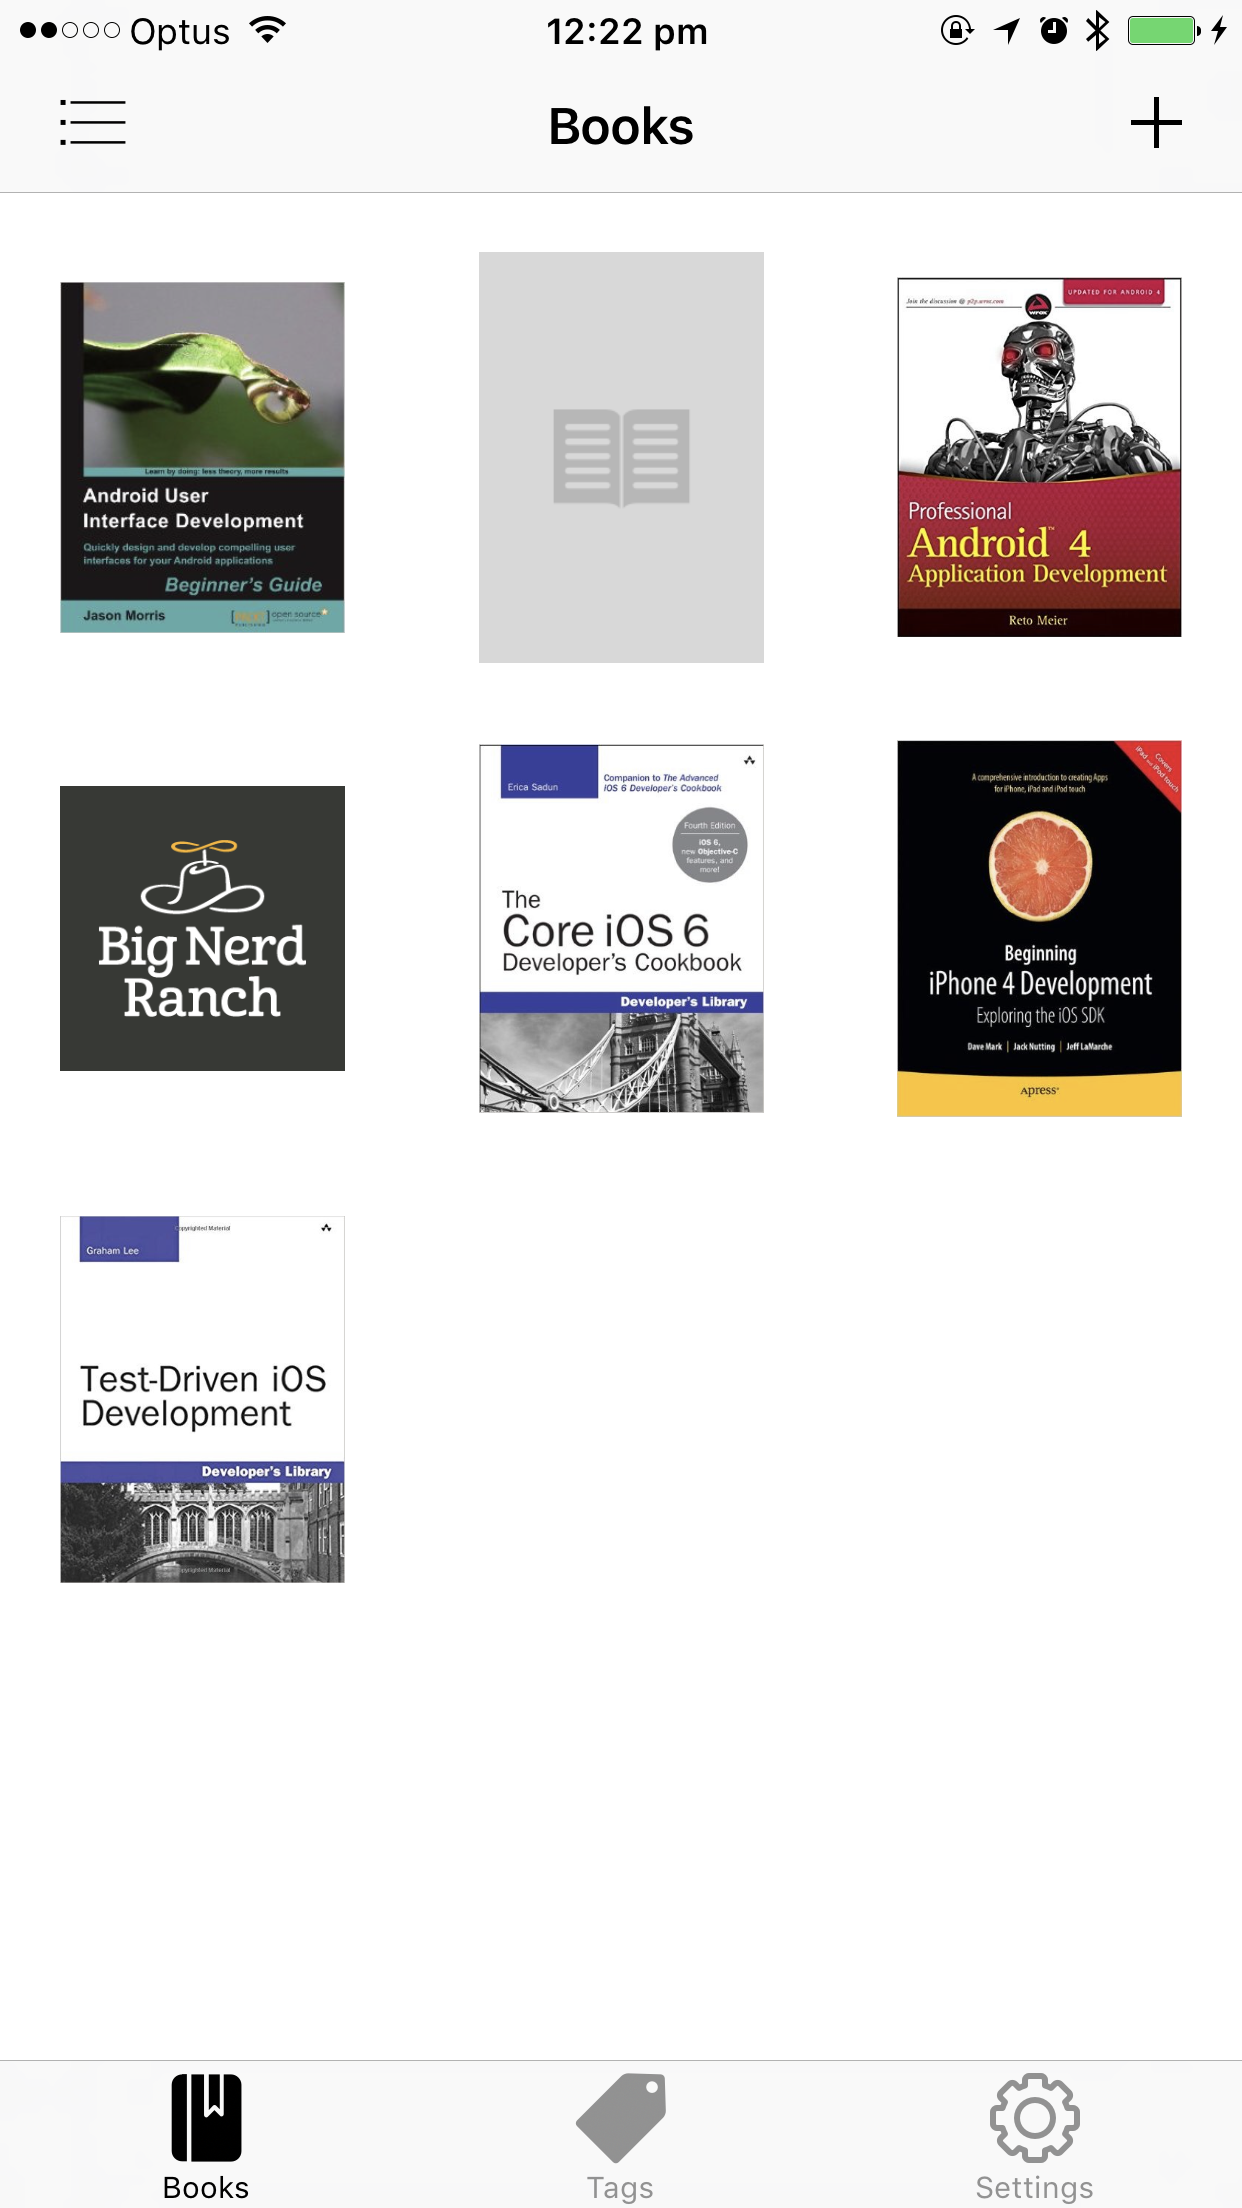 Optus
12:22 pm
Books
Learn by doing: less theory, more results
Android User
Interface Development
Quickly design and develop compelling user
interfaces for your Android applications
Beginner's Guide
Jason Morris
open source
Join the discussion @ p2p.wrox.com
UPDATED FOR ANDROID 4
WROX
Professional
Android™ 4
Application Development
Reto Meier
Big Nerd
Ranch
Erica Sadun
Companion to The Advanced
iOS 6 Developer's Cookbook
Fourth Edition
iOS 6,
new Objective-C
features, and
more!
The
Core iOS 6
Developer's Cookbook
Developer's Library
Covers
iPad and iPod touch
A comprehensive introduction to creating Apps
for iPhone, iPad and iPod touch
Beginning
iPhone 4 Development
Exploring the iOS SDK
Dave Mark | Jack Nutting | Jeff LaMarche
Apress®
Graham Lee
Copyrighted Material
Test-Driven iOS
Development
Developer's Library
Copyrighted Material
Books
Tags
Settings